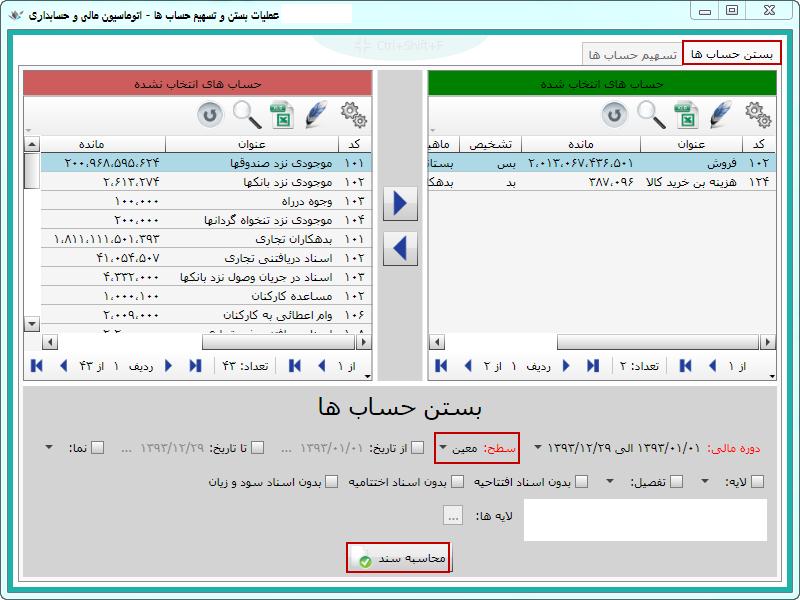 عملیات بستن و تسهیم حساب ها - اتوماسیون مالی و حسابداری
Ctrl+Shift+F
بستن حساب ها
تسهیم حساب ها
حساب های انتخاب شده
کد عنوان مانده تشخیص ماهی
۱۰۲ فروش ۲،۰۱۳،۰۶۷،۴۳۶،۵۰۱ بس بستا
۱۲۴ هزینه بن خرید کالا ۳۸۷،۰۹۶ بد بدهک
از ۱
تعداد: ۲
ردیف ۱ از ۲
حساب های انتخاب نشده
کد عنوان مانده
۱۰۱ موجودی نزد صندوقها ۲۰۰،۹۶۸،۵۹۵،۶۲۴
۱۰۲ موجودی نزد بانکها ۲،۶۱۳،۲۷۴
۱۰۳ وجوه درراه ۱۰۰،۰۰۰
۱۰۴ موجودی نزد تنخواه گردانها ۲۰۰،۰۰۰
۱۰۱ بدهکاران تجاری ۱،۸۱۱،۱۱۱،۵۰۱،۳۹۳
۱۰۲ اسناد دریافتنی تجاری ۴۱،۰۵۴،۵۰۷
۱۰۳ اسناد در جریان وصول نزد بانکها ۴،۳۳۲،۰۰۰
۱۰۲ مساعده کارکنان ۱،۰۰۰،۱۰۰
۱۰۶ وام اعطائی به کارکنان ۲،۰۰۹،۰۰۰
از ۱
تعداد: ۴۳
ردیف ۱ از ۴۳
بستن حساب ها
دوره مالی: ۱۳۹۳/۰۱/۰۱ الی ۱۳۹۳/۱۲/۲۹ سطح: معین از تاریخ: ۱۳۹۳/۰۱/۰۱ ... تا تاریخ: ۱۳۹۳/۱۲/۲۹ ... نما:
لایه: تفصیل: بدون اسناد افتتاحیه بدون اسناد اختتامیه بدون اسناد سود و زیان
لایه ها: ...
محاسبه سند